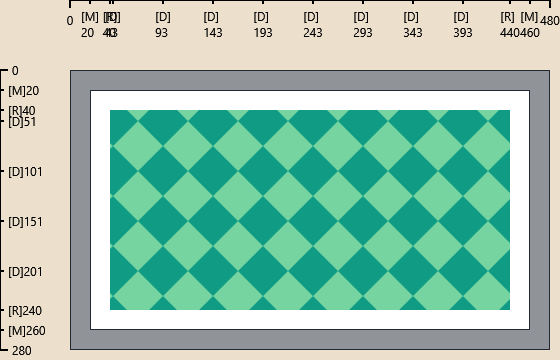 [M] [R] [D] [D] [D] [D] [D] [D] [D] [D] [R] [M]
0 20 40 43 93 143 193 243 293 343 393 440 460 480
0
[M]20
[R]40
[D]51
[D]101
[D]151
[D]201
[R]240
[M]260
280